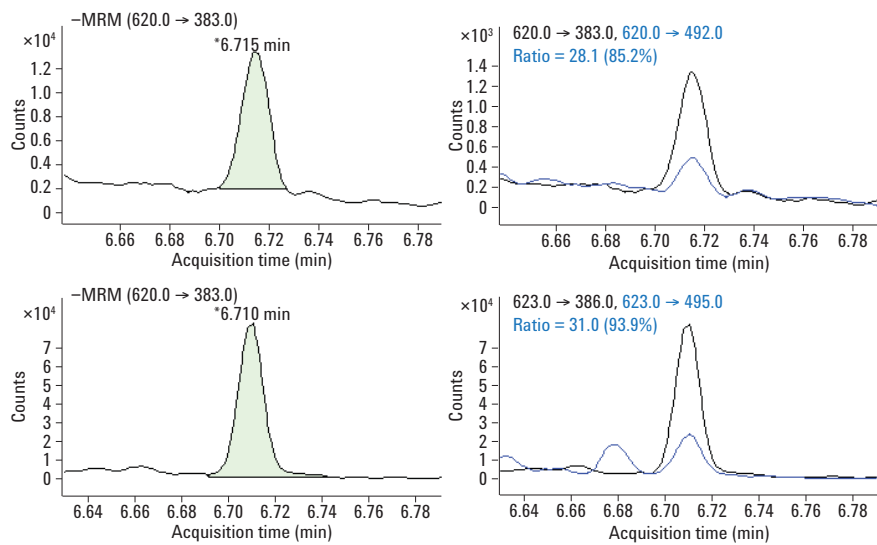 –MRM (620.0 → 383.0)
×10⁴
*6.715 min
1.2
1.0
0.8
0.6
0.4
0.2
0
Counts
6.66 6.68 6.70 6.72 6.74 6.76 6.78
Acquisition time (min)
×10³
620.0 → 383.0, 620.0 → 492.0
Ratio = 28.1 (85.2%)
1.4
1.2
1.0
0.8
0.6
0.4
0.2
0
Counts
6.66 6.68 6.70 6.72 6.74 6.76 6.78
Acquisition time (min)
–MRM (620.0 → 383.0)
×10⁴
*6.710 min
7
6
5
4
3
2
1
0
Counts
6.64 6.66 6.68 6.70 6.72 6.74 6.76 6.78
Acquisition time (min)
×10⁴
623.0 → 386.0, 623.0 → 495.0
Ratio = 31.0 (93.9%)
7
6
5
4
3
2
1
0
Counts
6.64 6.66 6.68 6.70 6.72 6.74 6.76 6.78
Acquisition time (min)